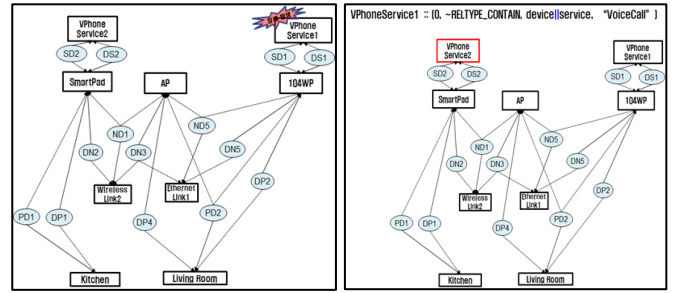 VPhone
Service2
VPhone
Service1
SD2
DS2
SD1
DS1
SmartPad
AP
104WP
ND1
ND5
DN2
DN3
DN5
Wireless
Link2
Ethernet
Link1
DP2
PD1
DP1
DP4
PD2
Kitchen
Living Room
VPhoneService1 :: {0, ~RELTYPE_CONTAIN, device||service, "VoiceCall" }
VPhone
Service2
VPhone
Service1
SD2
DS2
SD1
DS1
SmartPad
AP
104WP
ND1
ND5
DN2
DN3
DN5
Wireless
Link2
Ethernet
Link1
DP2
PD1
DP1
DP4
PD2
Kitchen
Living Room